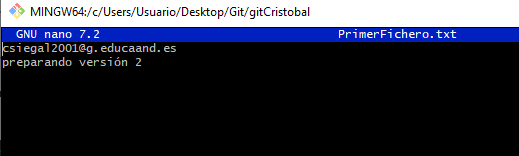 MINGW64:/c/Users/Usuario/Desktop/Git/gitCristobal
GNU nano 7.2 PrimerFichero.txt
csiegal2001@g.educaand.es
preparando versión 2